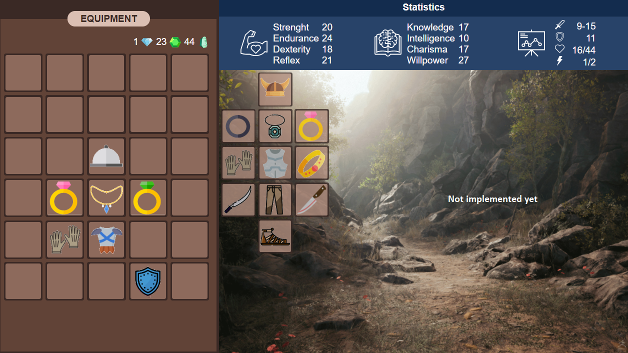 EQUIPMENT
1 23 44
Statistics
Strenght 20
Endurance 24
Dexterity 18
Reflex 21
Knowledge 17
Intelligence 10
Charisma 17
Willpower 27
9-15
11
16/44
1/2
Not implemented yet